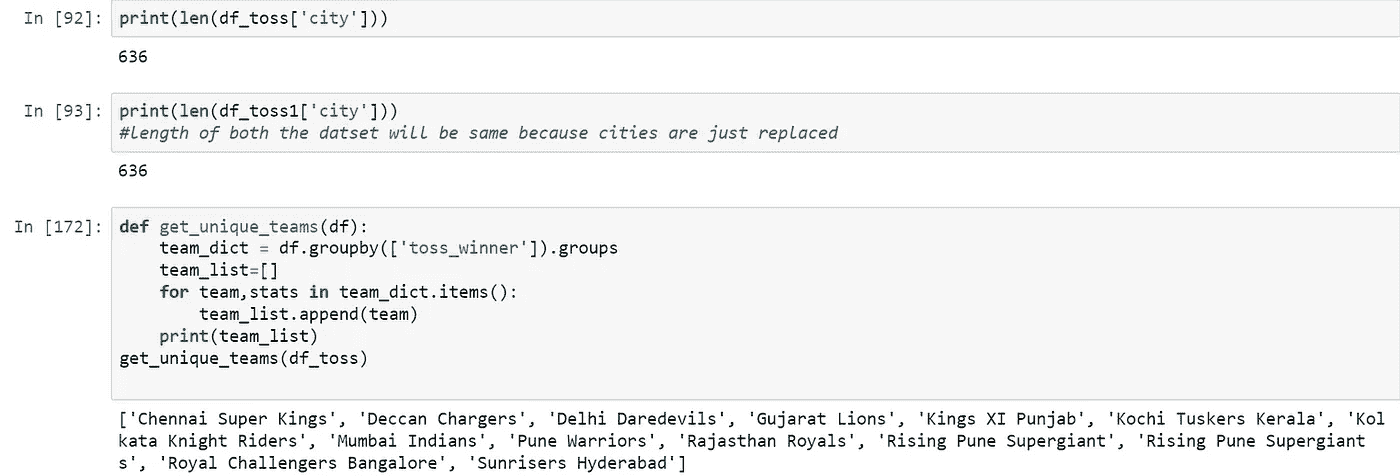 In [92]: print(len(df_toss['city']))
636
In [93]: print(len(df_toss1['city']))
#length of both the datset will be same because cities are just replaced
636
In [172]: def get_unique_teams(df):
    team_dict = df.groupby(['toss_winner']).groups
    team_list=[]
    for team,stats in team_dict.items():
        team_list.append(team)
    print(team_list)
get_unique_teams(df_toss)
['Chennai Super Kings', 'Deccan Chargers', 'Delhi Daredevils', 'Gujarat Lions', 'Kings XI Punjab', 'Kochi Tuskers Kerala', 'Kol
kata Knight Riders', 'Mumbai Indians', 'Pune Warriors', 'Rajasthan Royals', 'Rising Pune Supergiant', 'Rising Pune Supergiant
s', 'Royal Challengers Bangalore', 'Sunrisers Hyderabad']